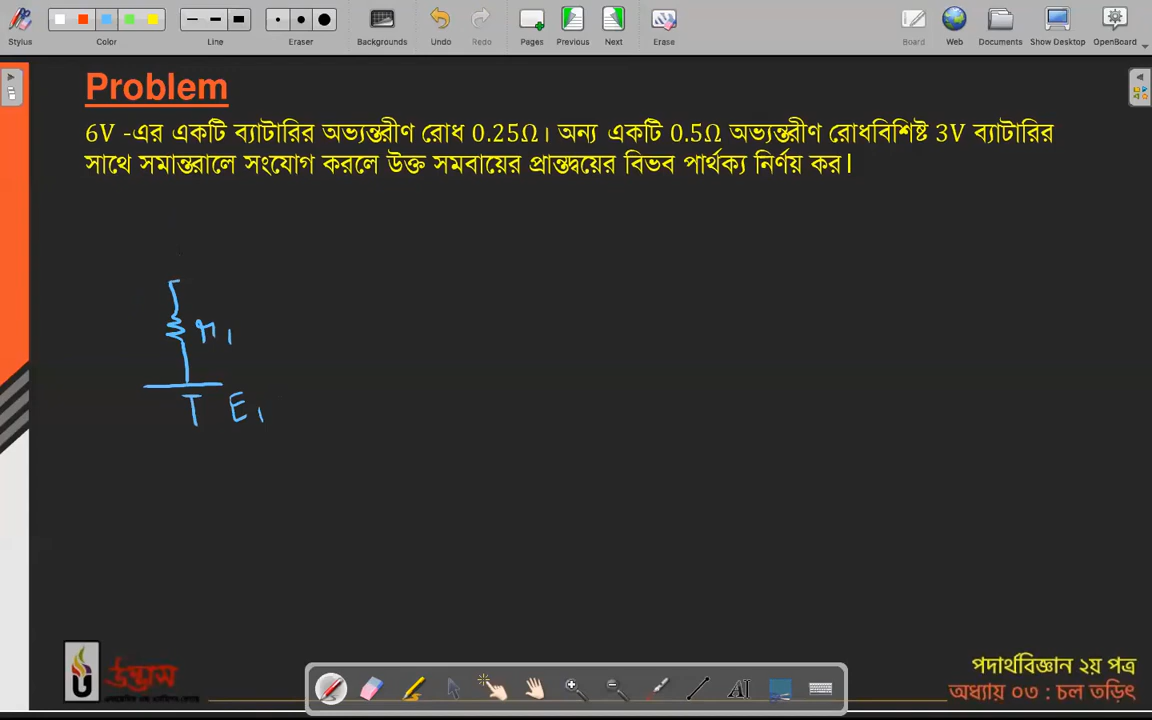 Stylus
Color
Line
Eraser
Backgrounds
Undo
Redo
Pages
Previous
Next
Erase
Board
Web
Documents
Show Desktop
OpenBoard
Problem
6V -এর একটি ব্যাটারির অভ্যন্তরীণ রোধ 0.25Ω। অন্য একটি 0.5Ω অভ্যন্তরীণ রোধবিশিষ্ট 3V ব্যাটারির
সাথে সমান্তরালে সংযোগ করলে উক্ত সমবায়ের প্রান্তদ্বয়ের বিভব পার্থক্য নির্ণয় কর।
r₁
E₁
উদ্ভাস
পদার্থবিজ্ঞান ২য় পত্র
অধ্যায় ০৩ : চল তড়িৎ